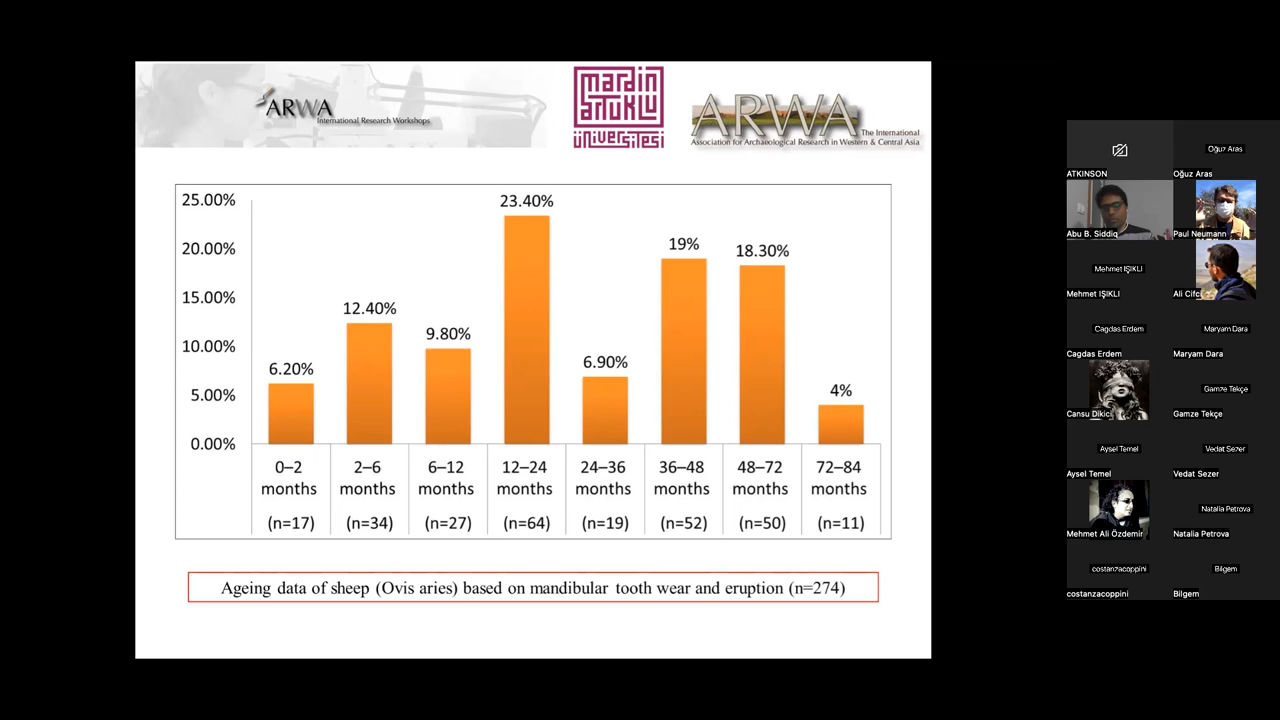 ARWA
International Research Workshops
mardin
artuklu
üniversitesi
ARWA
The International
Association for Archaeological Research in Western & Central Asia
25.00%
20.00%
15.00%
10.00%
5.00%
0.00%
6.20%
12.40%
9.80%
23.40%
6.90%
19%
18.30%
4%
0–2 months (n=17)
2–6 months (n=34)
6–12 months (n=27)
12–24 months (n=64)
24–36 months (n=19)
36–48 months (n=52)
48–72 months (n=50)
72–84 months (n=11)
Ageing data of sheep (Ovis aries) based on mandibular tooth wear and eruption (n=274)
ATKINSON
Oğuz Aras
Oğuz Aras
Abu B. Siddiq
Paul Neumann
Mehmet IŞIKLI
Mehmet IŞIKLI
Ali Cifci
Cagdas Erdem
Cagdas Erdem
Maryam Dara
Maryam Dara
Cansu Dikici
Gamze Tekçe
Gamze Tekçe
Aysel Temel
Aysel Temel
Vedat Sezer
Vedat Sezer
Mehmet Ali Özdemir
Natalia Petrova
Natalia Petrova
costanzacoppini
costanzacoppini
Bilgem
Bilgem